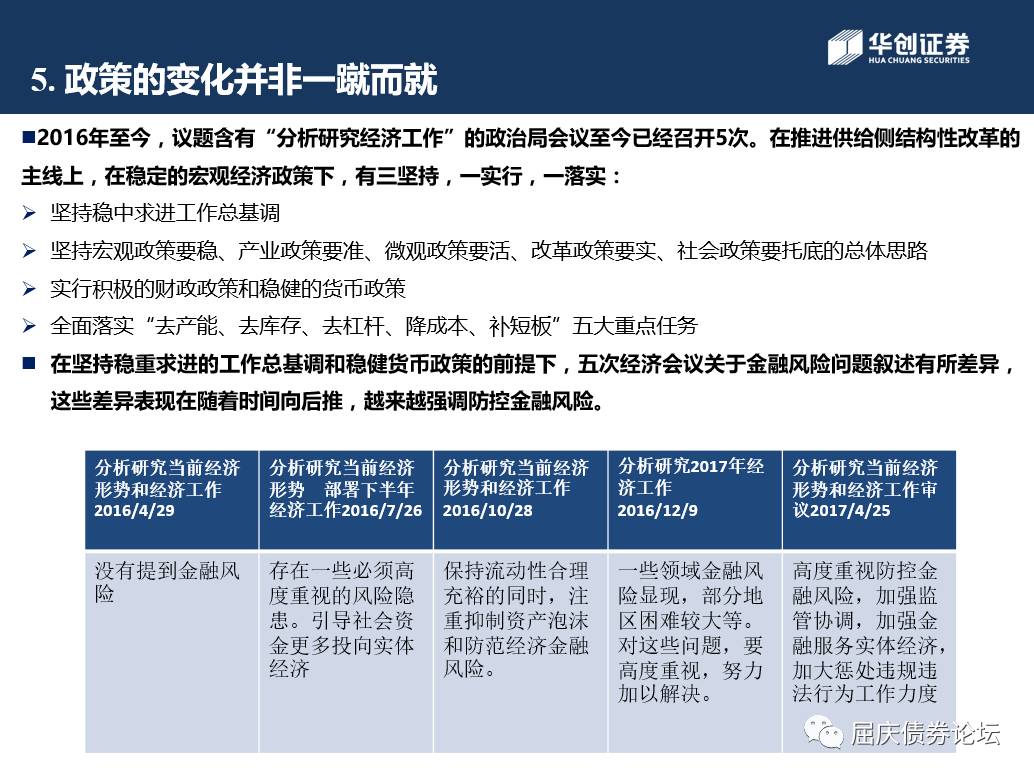 华创证券
HUA CHUANG SECURITIES
5. 政策的变化并非一蹴而就
■2016年至今，议题含有“分析研究经济工作”的政治局会议至今已经召开5次。在推进供给侧结构性改革的
主线上，在稳定的宏观经济政策下，有三坚持，一实行，一落实：
➢ 坚持稳中求进工作总基调
➢ 坚持宏观政策要稳、产业政策要准、微观政策要活、改革政策要实、社会政策要托底的总体思路
➢ 实行积极的财政政策和稳健的货币政策
➢ 全面落实“去产能、去库存、去杠杆、降成本、补短板”五大重点任务
■ 在坚持稳重求进的工作总基调和稳健货币政策的前提下，五次经济会议关于金融风险问题叙述有所差异，
这些差异表现在随着时间向后推，越来越强调防控金融风险。
分析研究当前经济
形势和经济工作
2016/4/29
分析研究当前经济
形势 部署下半年
经济工作2016/7/26
分析研究当前经济
形势和经济工作
2016/10/28
分析研究2017年经
济工作
2016/12/9
分析研究当前经济
形势和经济工作审
议2017/4/25
没有提到金融风
险
存在一些必须高
度重视的风险隐
患。引导社会资
金更多投向实体
经济
保持流动性合理
充裕的同时，注
重抑制资产泡沫
和防范经济金融
风险。
一些领域金融风
险显现，部分地
区困难较大等。
对这些问题，要
高度重视，努力
加以解决。
高度重视防控金
融风险，加强监
管协调，加强金
融服务实体经济，
加大惩处违规违
法行为工作力度
屈庆债券论坛